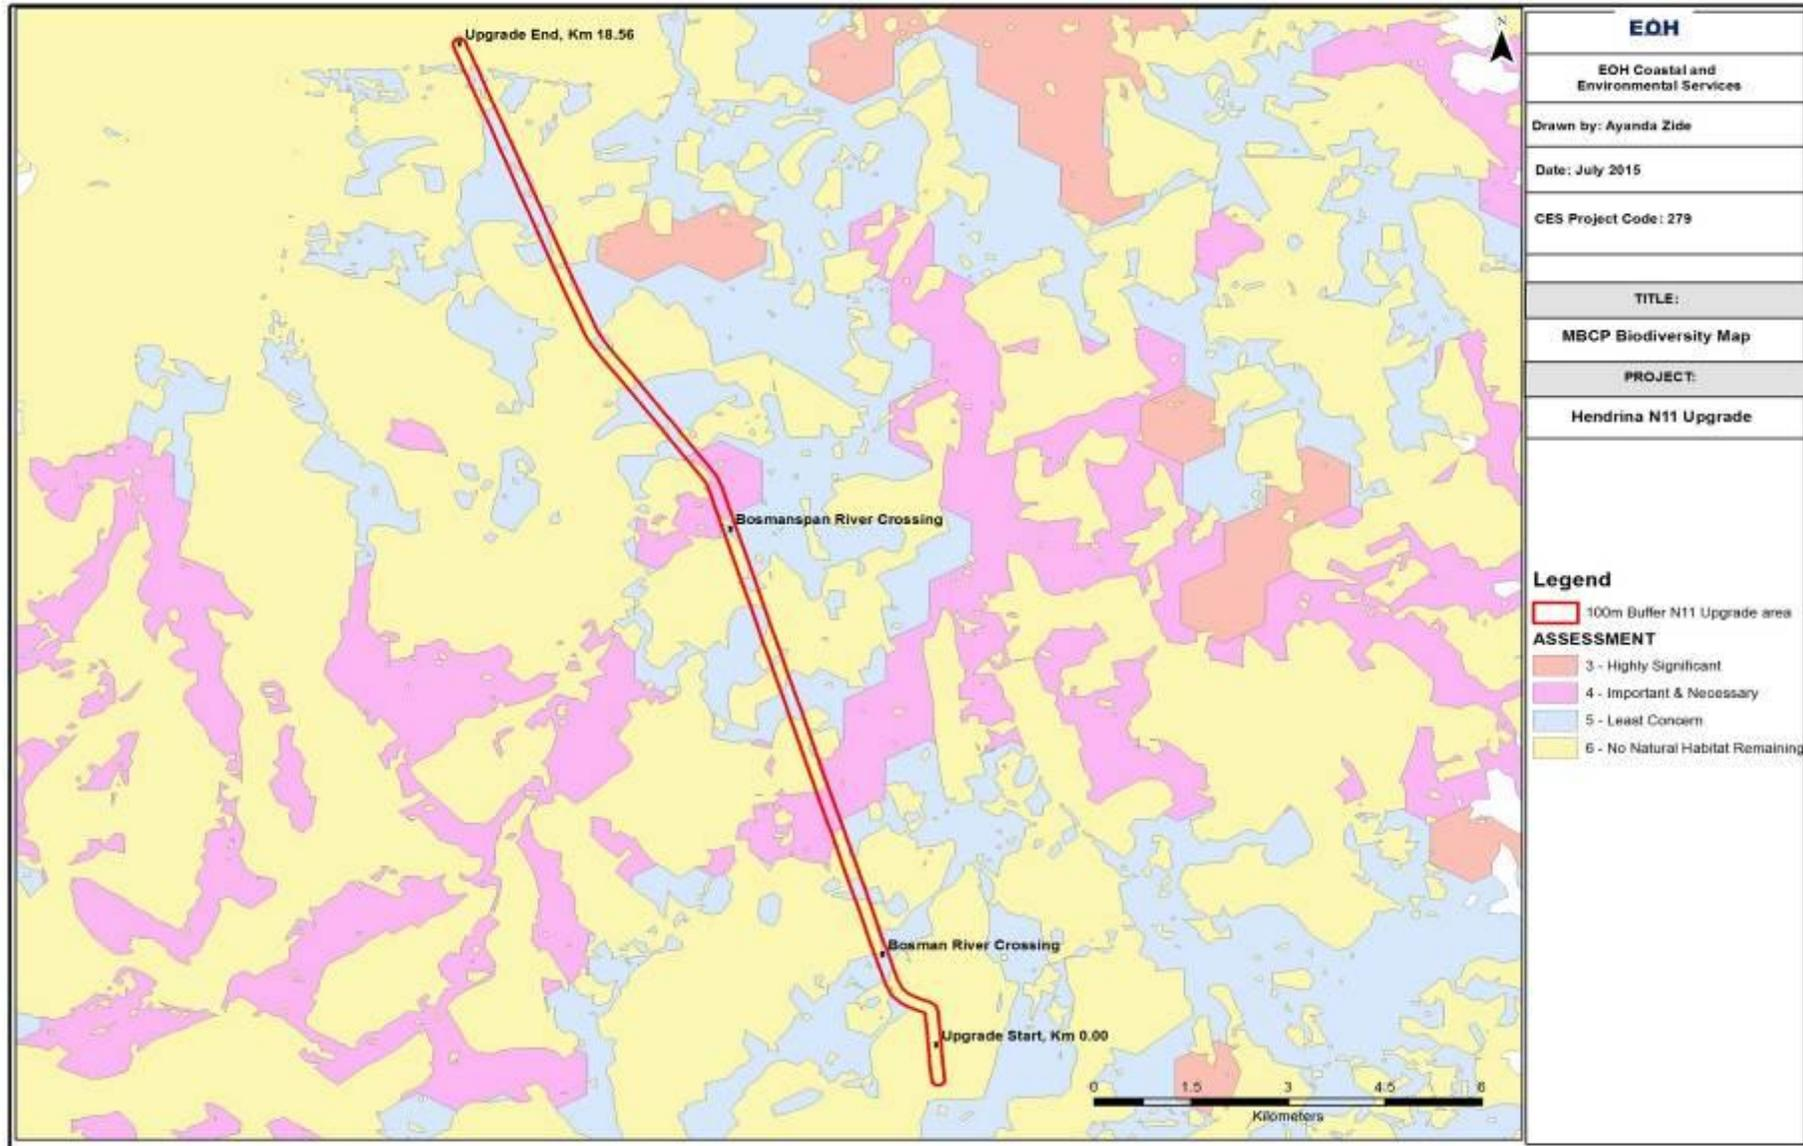 Upgrade End, Km 18.56
N
Bosmanspan River Crossing
Bosman River Crossing
Upgrade Start, Km 0.00
0 1.5 3 4.5 6
Kilometers
EOH
EOH Coastal and
Environmental Services
Drawn by: Ayanda Zide
Date: July 2015
CES Project Code: 279
TITLE:
MBCP Biodiversity Map
PROJECT:
Hendrina N11 Upgrade
Legend
100m Buffer N11 Upgrade area
ASSESSMENT
3 - Highly Significant
4 - Important & Necessary
5 - Least Concern
6 - No Natural Habitat Remaining